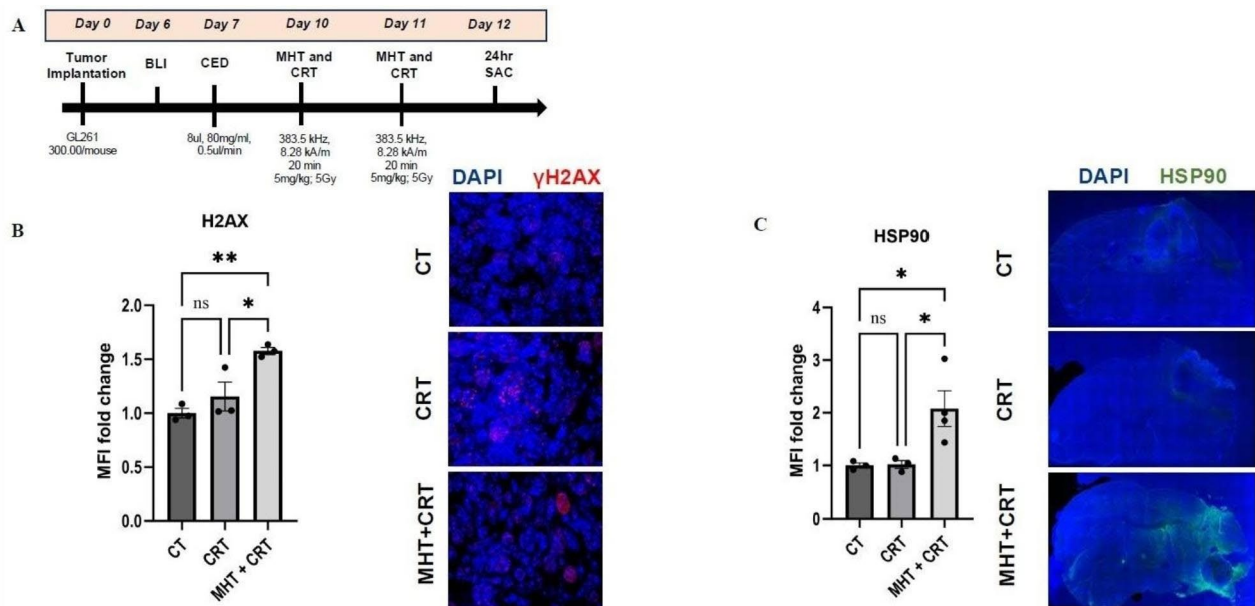 A
Day 0 Day 6 Day 7 Day 10 Day 11 Day 12
Tumor Implantation
BLI
CED
MHT and CRT
MHT and CRT
24hr SAC
GL261
300.00/mouse
8ul, 80mg/ml,
0.5ul/min
383.5 kHz,
8.28 kA/m
20 min
5mg/kg; 5Gy
383.5 kHz,
8.28 kA/m
20 min
5mg/kg; 5Gy
B
H2AX
**
ns
*
MFI fold change
2.0
1.5
1.0
0.5
0.0
CT
CRT
MHT + CRT
DAPI γH2AX
CT
CRT
MHT+CRT
C
HSP90
*
ns
*
MFI fold change
4
3
2
1
0
CT
CRT
MHT + CRT
DAPI HSP90
CT
CRT
MHT+CRT